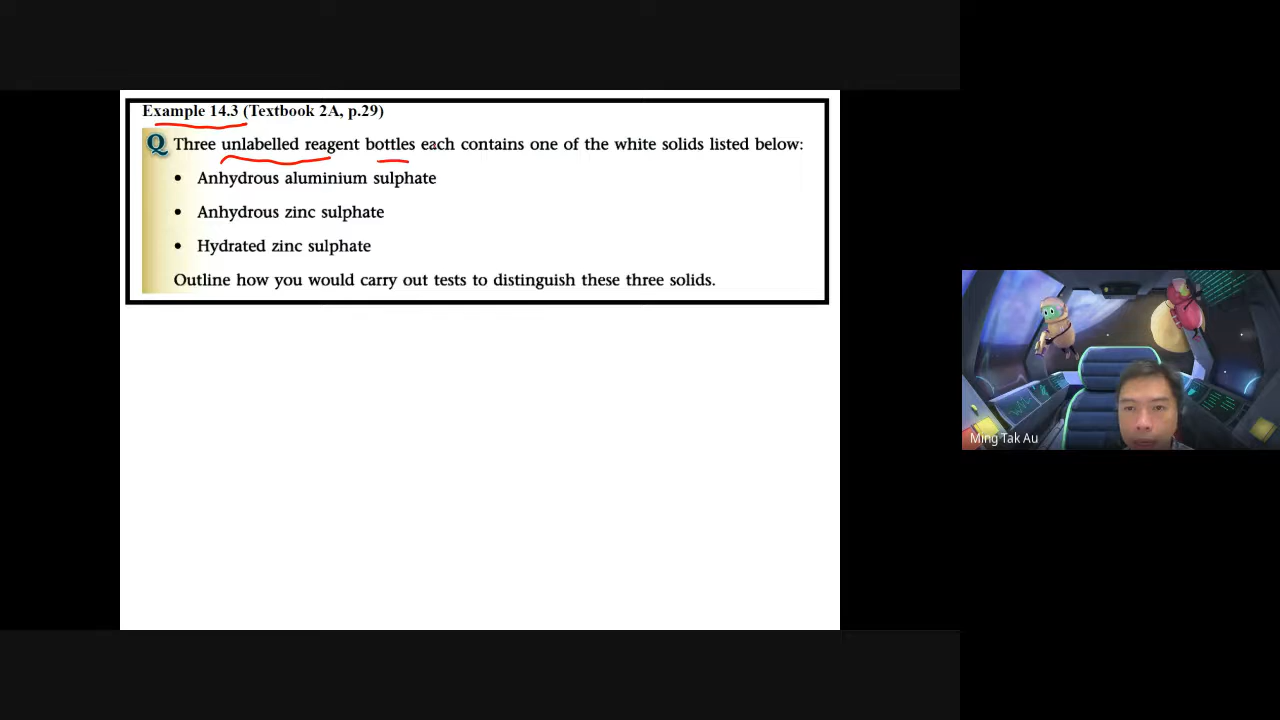 Example 14.3 (Textbook 2A, p.29)
Q Three unlabelled reagent bottles each contains one of the white solids listed below:
• Anhydrous aluminium sulphate
• Anhydrous zinc sulphate
• Hydrated zinc sulphate
Outline how you would carry out tests to distinguish these three solids.
Ming Tak Au